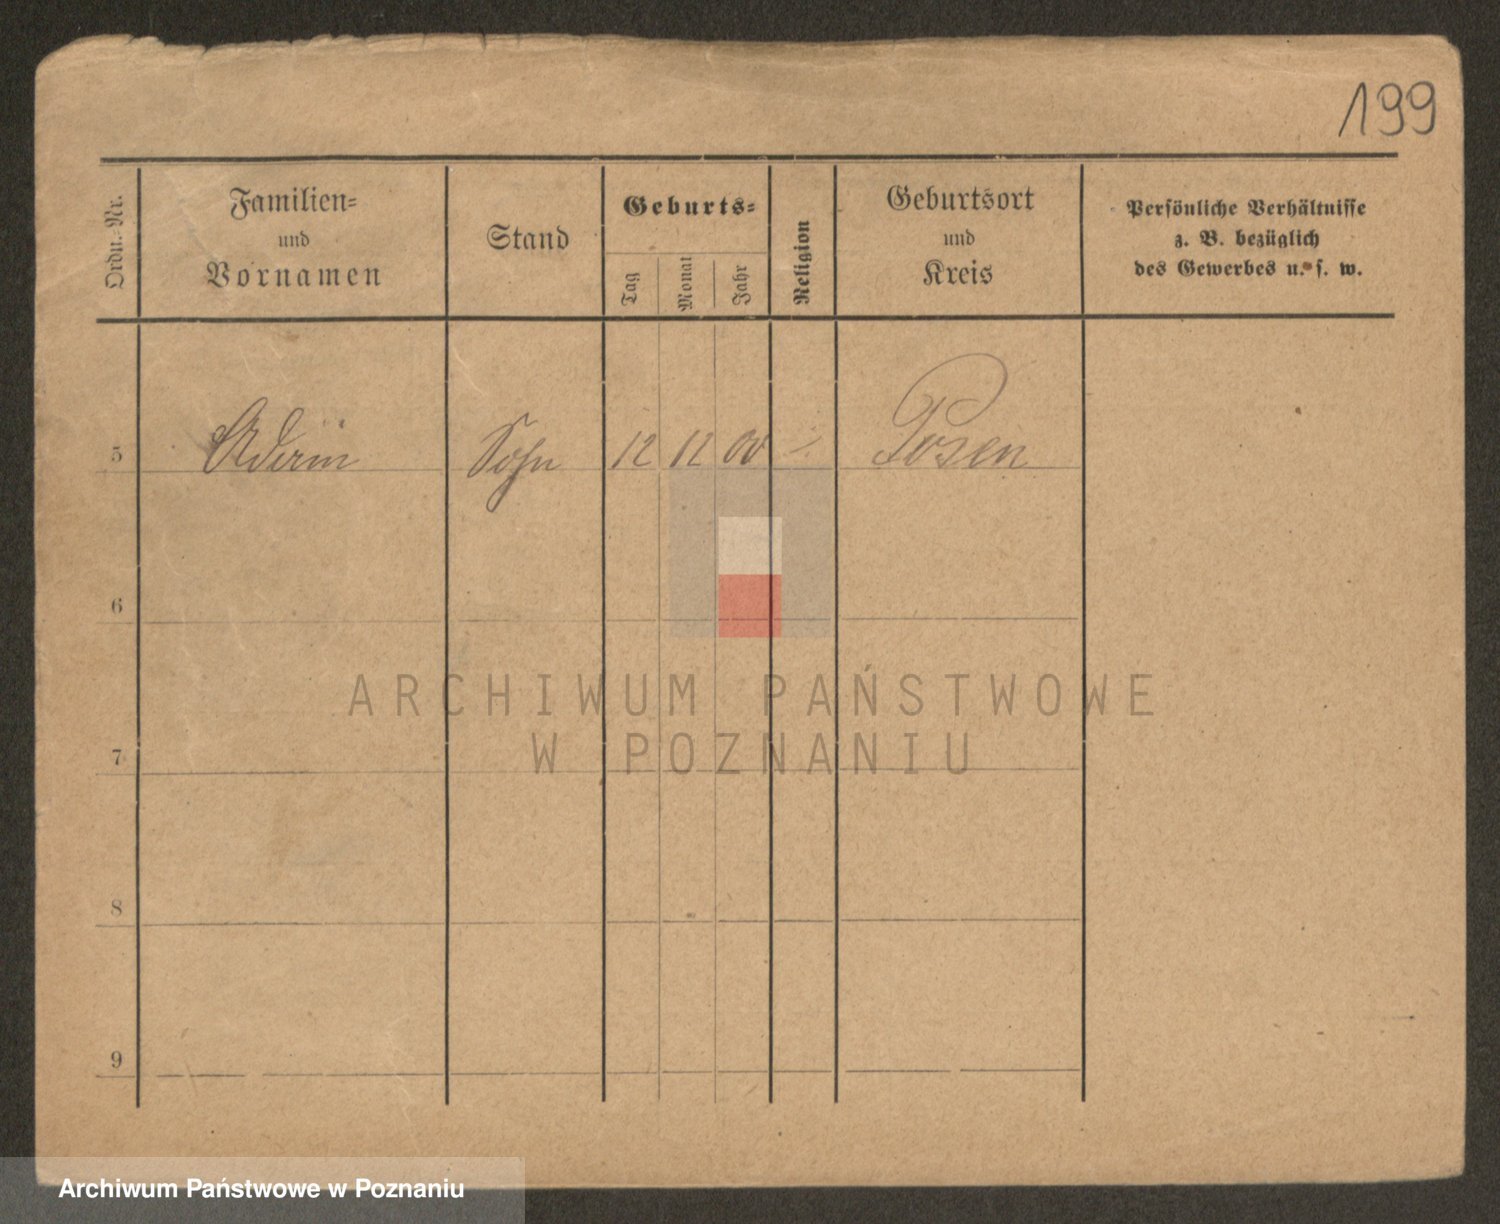 199
Ordn.-Nr.
Familien-
und
Vornamen
Stand
Geburts-
Tag
Monat
Jahr
Religion
Geburtsort
und
Kreis
Persönliche Verhältnisse
z. B. bezüglich
des Gewerbes u. s. w.
5 Sohn 12 12 00 Posen
6
7
8
9
ARCHIWUM PAŃSTWOWE
W POZNANIU
Archiwum Państwowe w Poznaniu